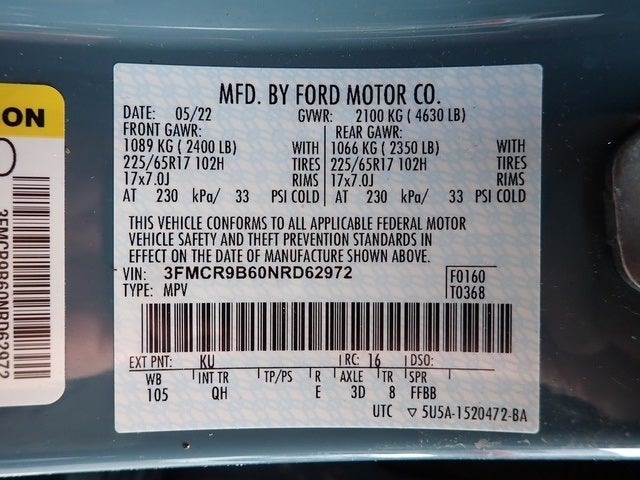 MFD. BY FORD MOTOR CO.
DATE: 05/22 GVWR: 2100 KG ( 4630 LB)
FRONT GAWR: REAR GAWR:
1089 KG ( 2400 LB) WITH 1066 KG ( 2350 LB) WITH
225/65R17 102H TIRES 225/65R17 102H TIRES
17x7.0J RIMS 17x7.0J RIMS
AT 230 kPa/ 33 PSI COLD AT 230 kPa/ 33 PSI COLD
THIS VEHICLE CONFORMS TO ALL APPLICABLE FEDERAL MOTOR
VEHICLE SAFETY AND THEFT PREVENTION STANDARDS IN
EFFECT ON THE DATE OF MANUFACTURE SHOWN ABOVE.
VIN: 3FMCR9B60NRD62972 F0160
TYPE: MPV T0368
EXT PNT: KU RC: 16 DSO:
WB INT TR TP/PS R AXLE TR SPR
105 QH E 3D 8 FFBB
UTC ▽ 5U5A-1520472-BA
ON
3FMCR9B60NRD62972